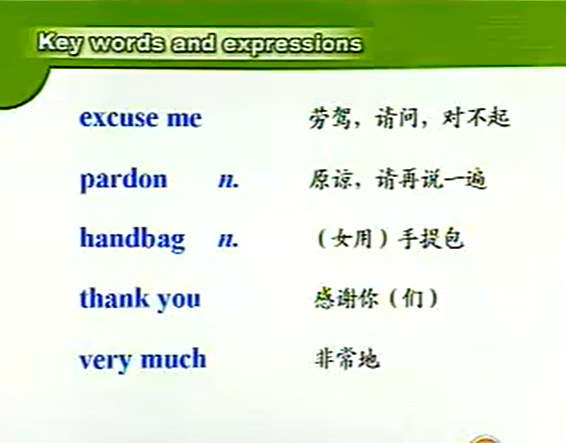 Key words and expressions
excuse me 劳驾，请问，对不起
pardon n. 原谅，请再说一遍
handbag n. （女用）手提包
thank you 感谢你（们）
very much 非常地